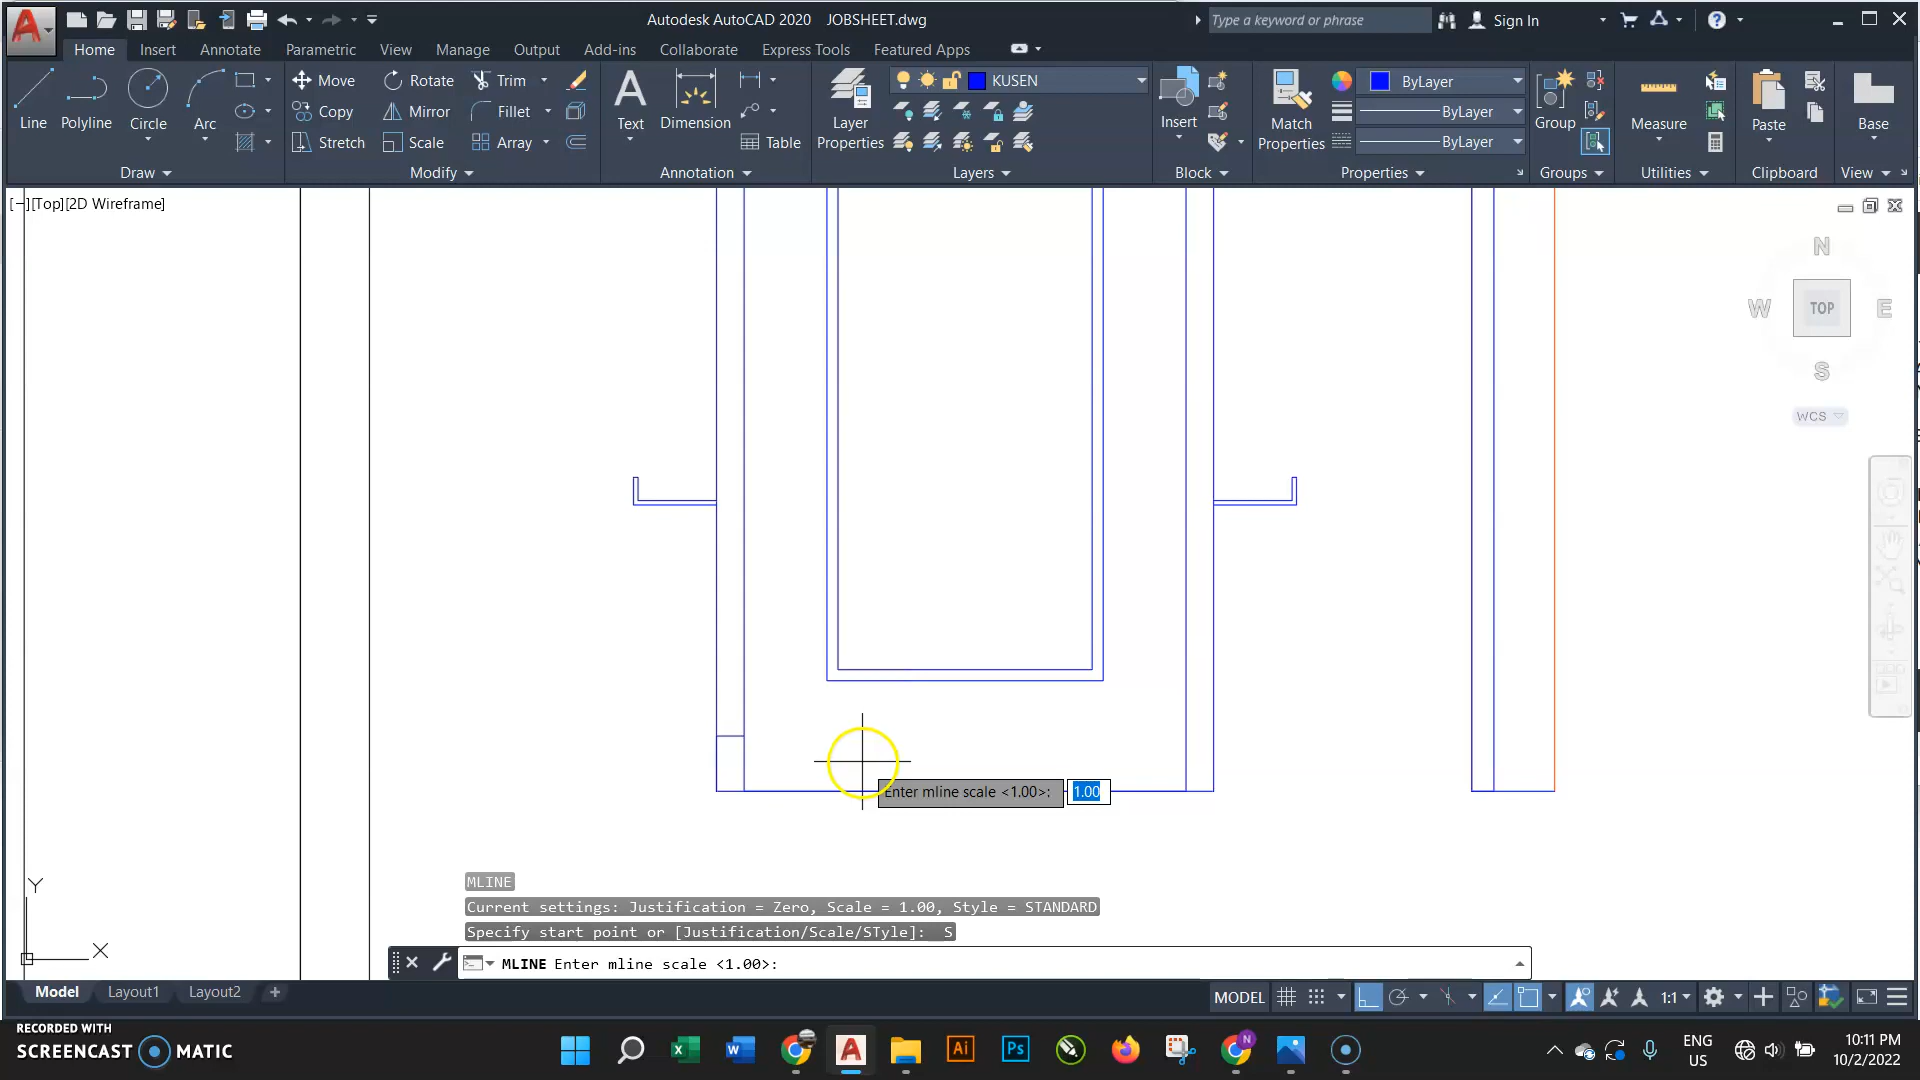 Autodesk AutoCAD 2020 JOBSHEET.dwg
Type a keyword or phrase
Sign In
Home Insert Annotate Parametric View Manage Output Add-ins Collaborate Express Tools Featured Apps
Line Polyline Circle Arc
Move Rotate Trim
Copy Mirror Fillet
Stretch Scale Array
Text Dimension Table
Layer Properties
KUSEN
Insert
Match Properties
ByLayer
ByLayer
ByLayer
Group
Measure
Paste
Base
Draw Modify Annotation Layers Block Properties Groups Utilities Clipboard View
[−][Top][2D Wireframe]
N
W TOP E
S
WCS
Enter mline scale <1.00>: 1.00
Y
X
MLINE
Current settings: Justification = Zero, Scale = 1.00, Style = STANDARD
Specify start point or [Justification/Scale/STyle]: S
MLINE Enter mline scale <1.00>:
Model Layout1 Layout2 +
MODEL 1:1
RECORDED WITH
SCREENCAST MATIC
Ai Ps
ENG
US
10:11 PM
10/2/2022